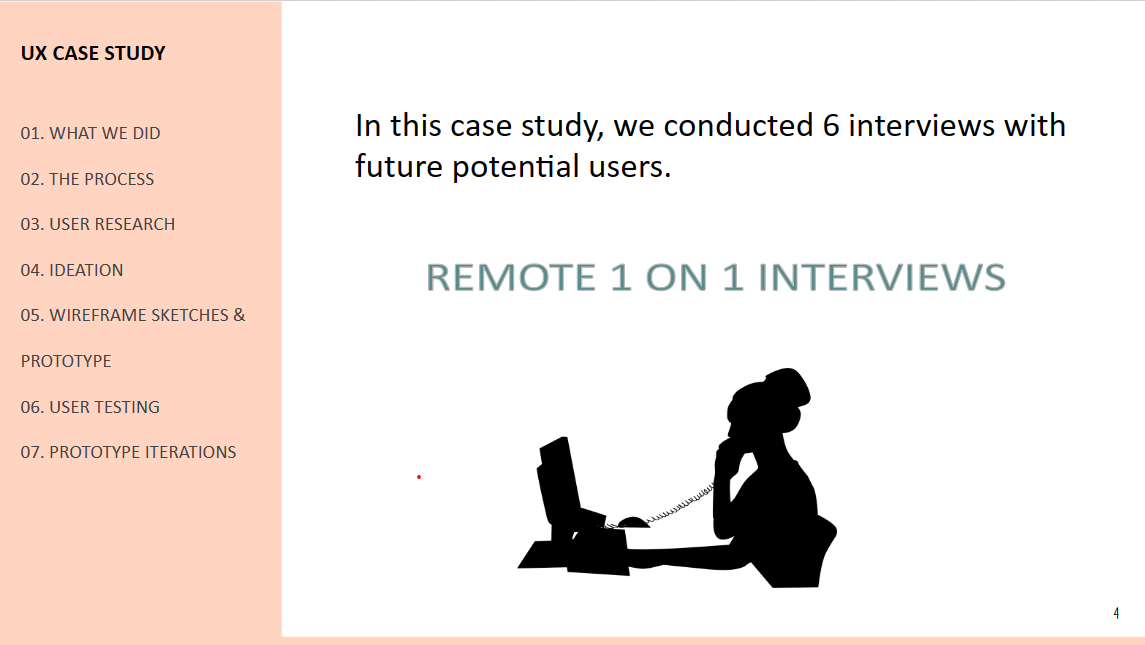 UX CASE STUDY
01. WHAT WE DID
02. THE PROCESS
03. USER RESEARCH
04. IDEATION
05. WIREFRAME SKETCHES &
PROTOTYPE
06. USER TESTING
07. PROTOTYPE ITERATIONS
In this case study, we conducted 6 interviews with
future potential users.
REMOTE 1 ON 1 INTERVIEWS
4